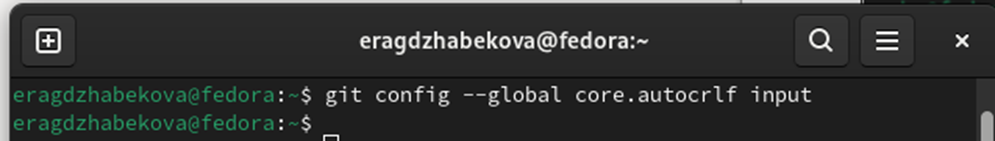 eragdzhabekova@fedora:~
eragdzhabekova@fedora:~$ git config --global core.autocrlf input
eragdzhabekova@fedora:~$